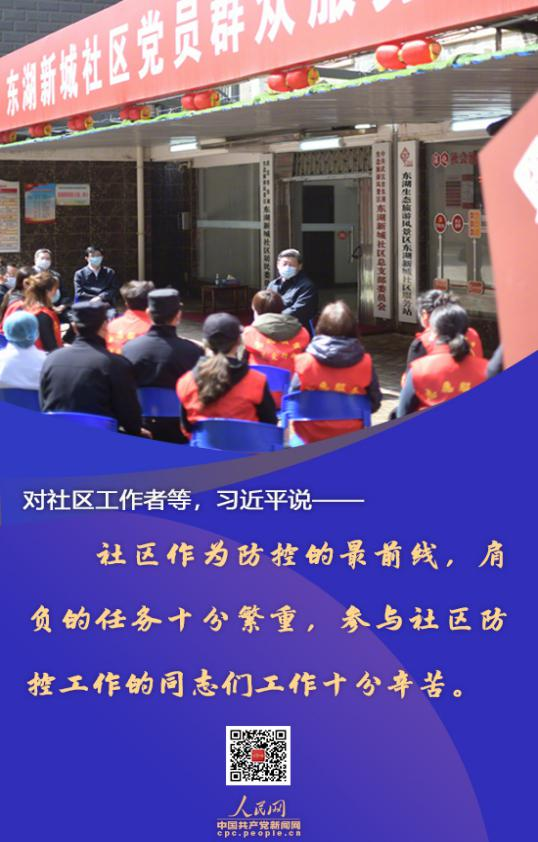 东湖新城社区党员群众服
东湖新城社区总支部委员会
东湖生态旅游风景区东湖新城社区服务站
对社区工作者等，习近平说——
社区作为防控的最前线，肩
负的任务十分繁重，参与社区防
控工作的同志们工作十分辛苦。
人民网
中国共产党新闻网
cpc.people.com.cn